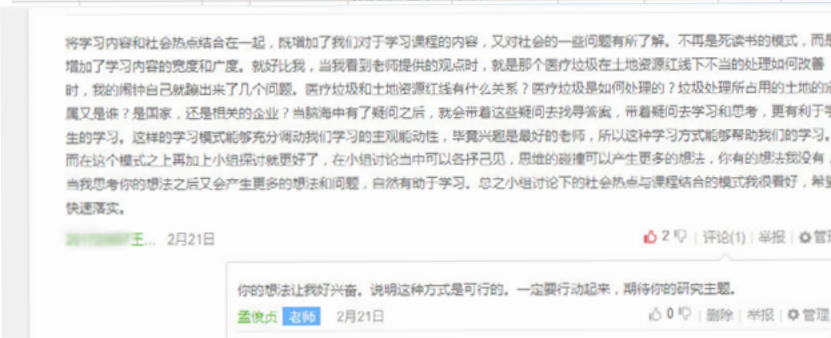 将学习内容和社会热点结合在一起，既增加了我们对于学习课程的内容，又对社会的一些问题有所了解。不再是死读书的模式，而是
增加了学习内容的宽度和广度。就好比我，当我看到老师提供的观点时，就是那个医疗垃圾在土地资源红线下不当的处理如何改善
时，我的闹钟自己就蹦出来了几个问题。医疗垃圾和土地资源红线有什么关系？医疗垃圾是如何处理的？垃圾处理所占用的土地的
属又是谁？是国家，还是相关的企业？当脑海中有了疑问之后，就会带着这些疑问去找寻答案，带着疑问去学习和思考，更有利于
生的学习。这样的学习模式能够充分调动我们学习的主观能动性，毕竟兴趣是最好的老师，所以这种学习方式能够帮助我们的学习。
而在这个模式之上再加上小组探讨就更好了，在小组讨论当中可以各抒己见，思维的碰撞可以产生更多的想法，你有的想法我没有，
当我思考你的想法之后又会产生更多的想法和问题，自然有助于学习。总之小组讨论下的社会热点与课程结合的模式我很看好，希
快速落实。
王... 2月21日 2 | 评论(1) | 举报 | 管
你的想法让我好兴奋。说明这种方式是可行的。一定要行动起来，期待你的研究主题。
孟俊贞 老师 2月21日 0 | 删除 | 举报 | 管理